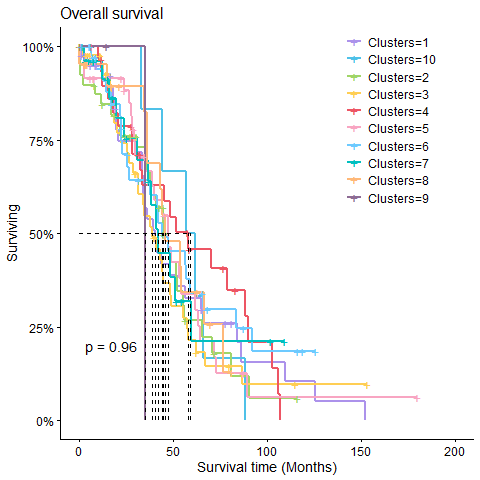 Overall survival
100%
75%
50%
25%
0%
Surviving
p = 0.96
Clusters=1
Clusters=10
Clusters=2
Clusters=3
Clusters=4
Clusters=5
Clusters=6
Clusters=7
Clusters=8
Clusters=9
0 50 100 150 200
Survival time (Months)